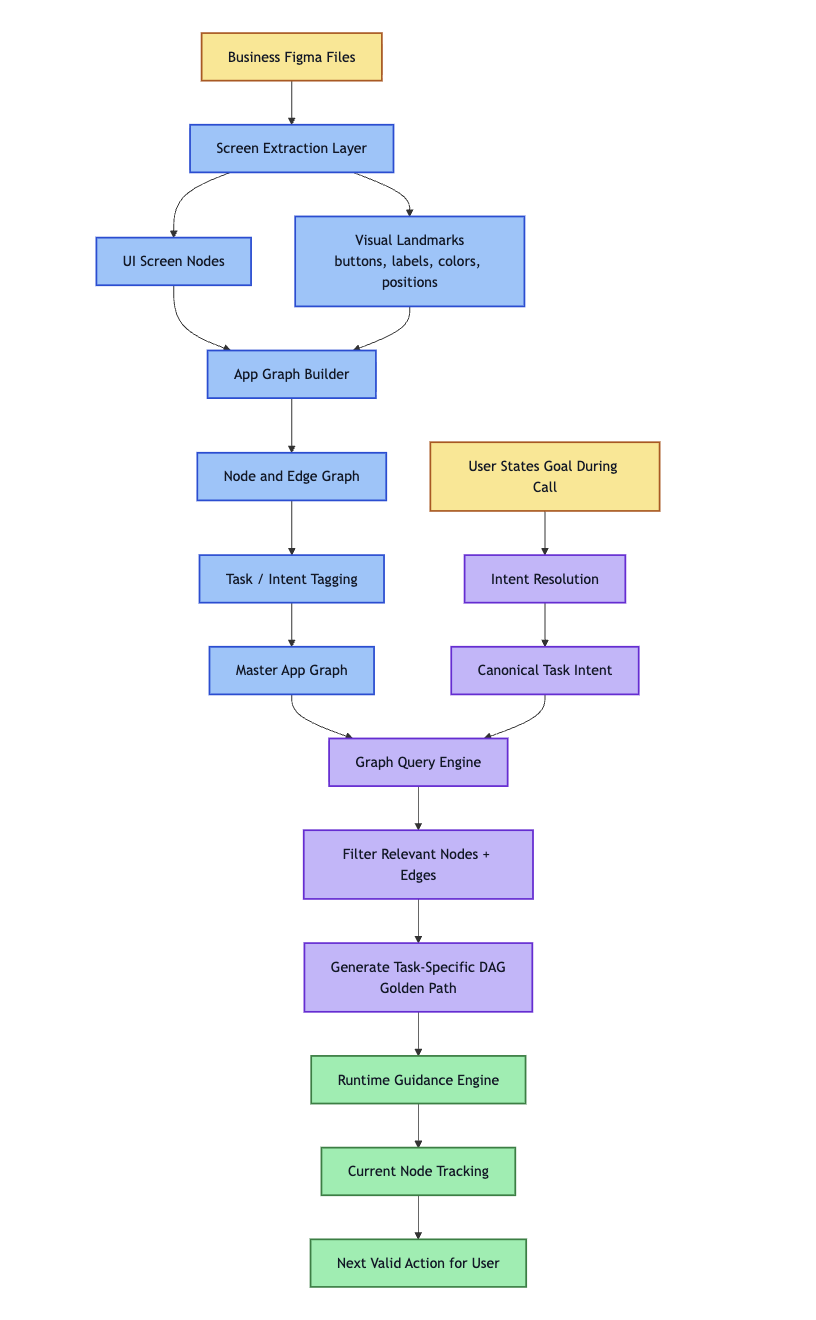 Business Figma Files
Screen Extraction Layer
UI Screen Nodes
Visual Landmarks
buttons, labels, colors,
positions
App Graph Builder
Node and Edge Graph
User States Goal During
Call
Task / Intent Tagging
Intent Resolution
Master App Graph
Canonical Task Intent
Graph Query Engine
Filter Relevant Nodes +
Edges
Generate Task-Specific DAG
Golden Path
Runtime Guidance Engine
Current Node Tracking
Next Valid Action for User